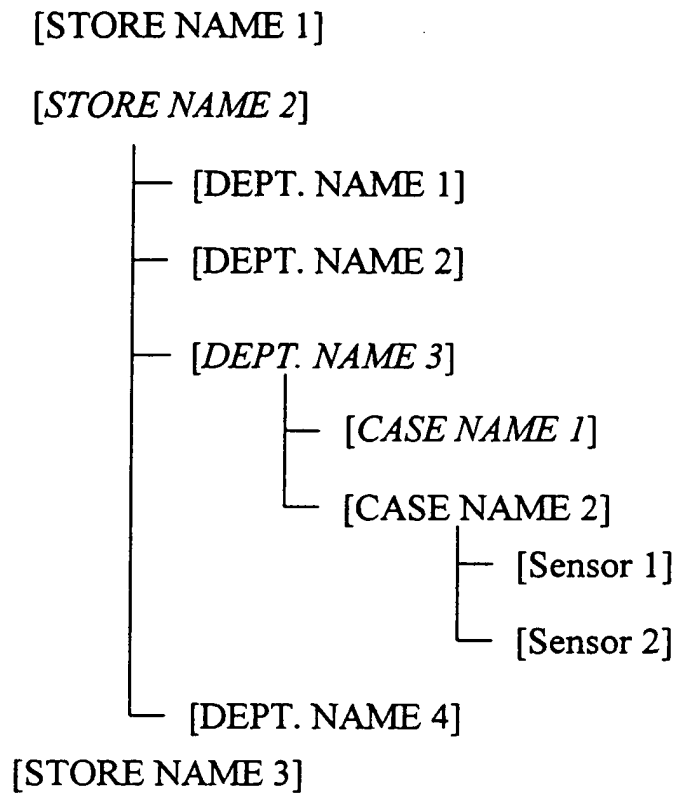 [STORE NAME 1]
[STORE NAME 2]
[DEPT. NAME 1]
[DEPT. NAME 2]
[DEPT. NAME 3]
[CASE NAME 1]
[CASE NAME 2]
[Sensor 1]
[Sensor 2]
[DEPT. NAME 4]
[STORE NAME 3]